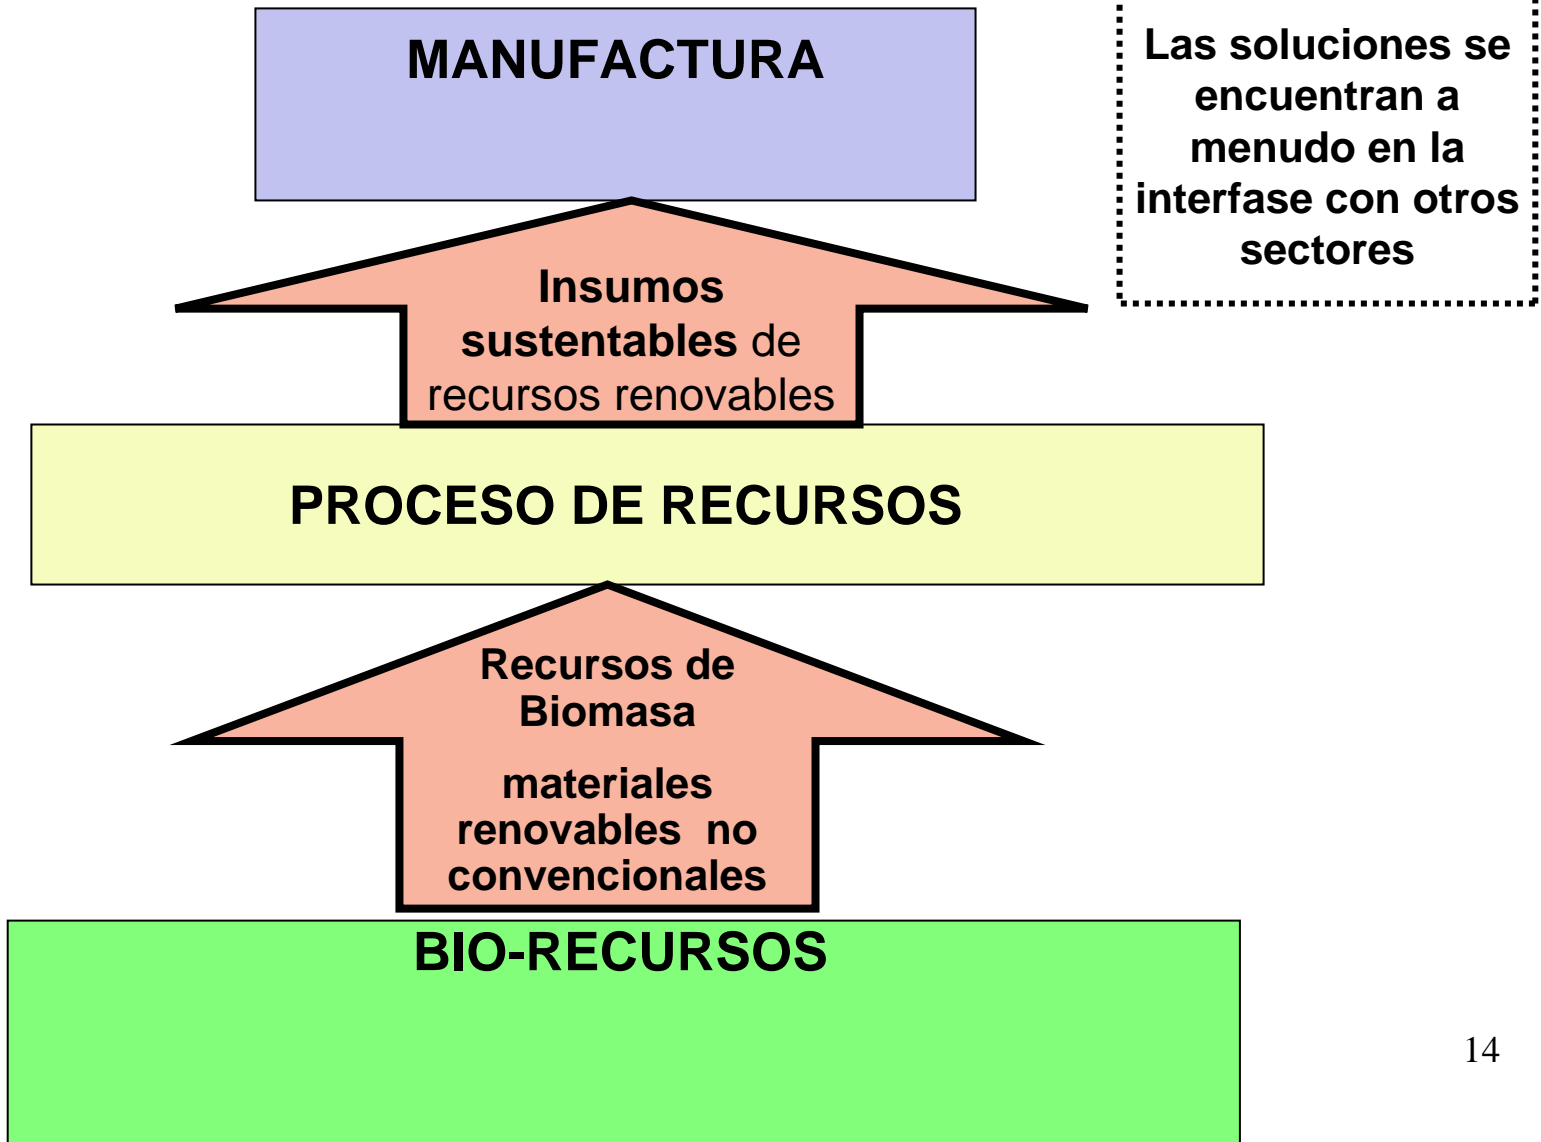 MANUFACTURA
Las soluciones se
encuentran a
menudo en la
interfase con otros
sectores
Insumos
sustentables de
recursos renovables
PROCESO DE RECURSOS
Recursos de
Biomasa
materiales
renovables no
convencionales
BIO-RECURSOS
14